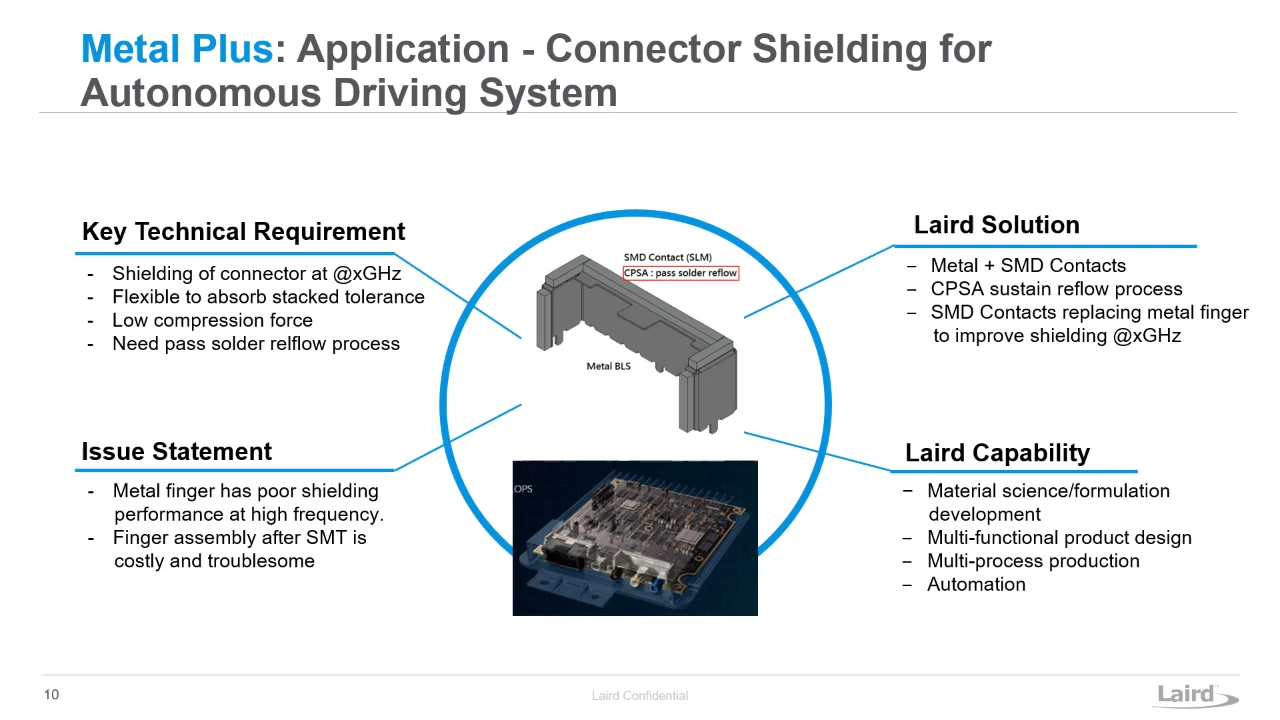 Metal Plus: Application - Connector Shielding for
Autonomous Driving System
Key Technical Requirement
- Shielding of connector at @xGHz
- Flexible to absorb stacked tolerance
- Low compression force
- Need pass solder relflow process
Issue Statement
- Metal finger has poor shielding
performance at high frequency.
- Finger assembly after SMT is
costly and troublesome
SMD Contact (SLM)
CPSA : pass solder reflow
Metal BLS
OPS
Laird Solution
– Metal + SMD Contacts
– CPSA sustain reflow process
– SMD Contacts replacing metal finger
to improve shielding @xGHz
Laird Capability
– Material science/formulation
development
– Multi-functional product design
– Multi-process production
– Automation
10
Laird Confidential
Laird™